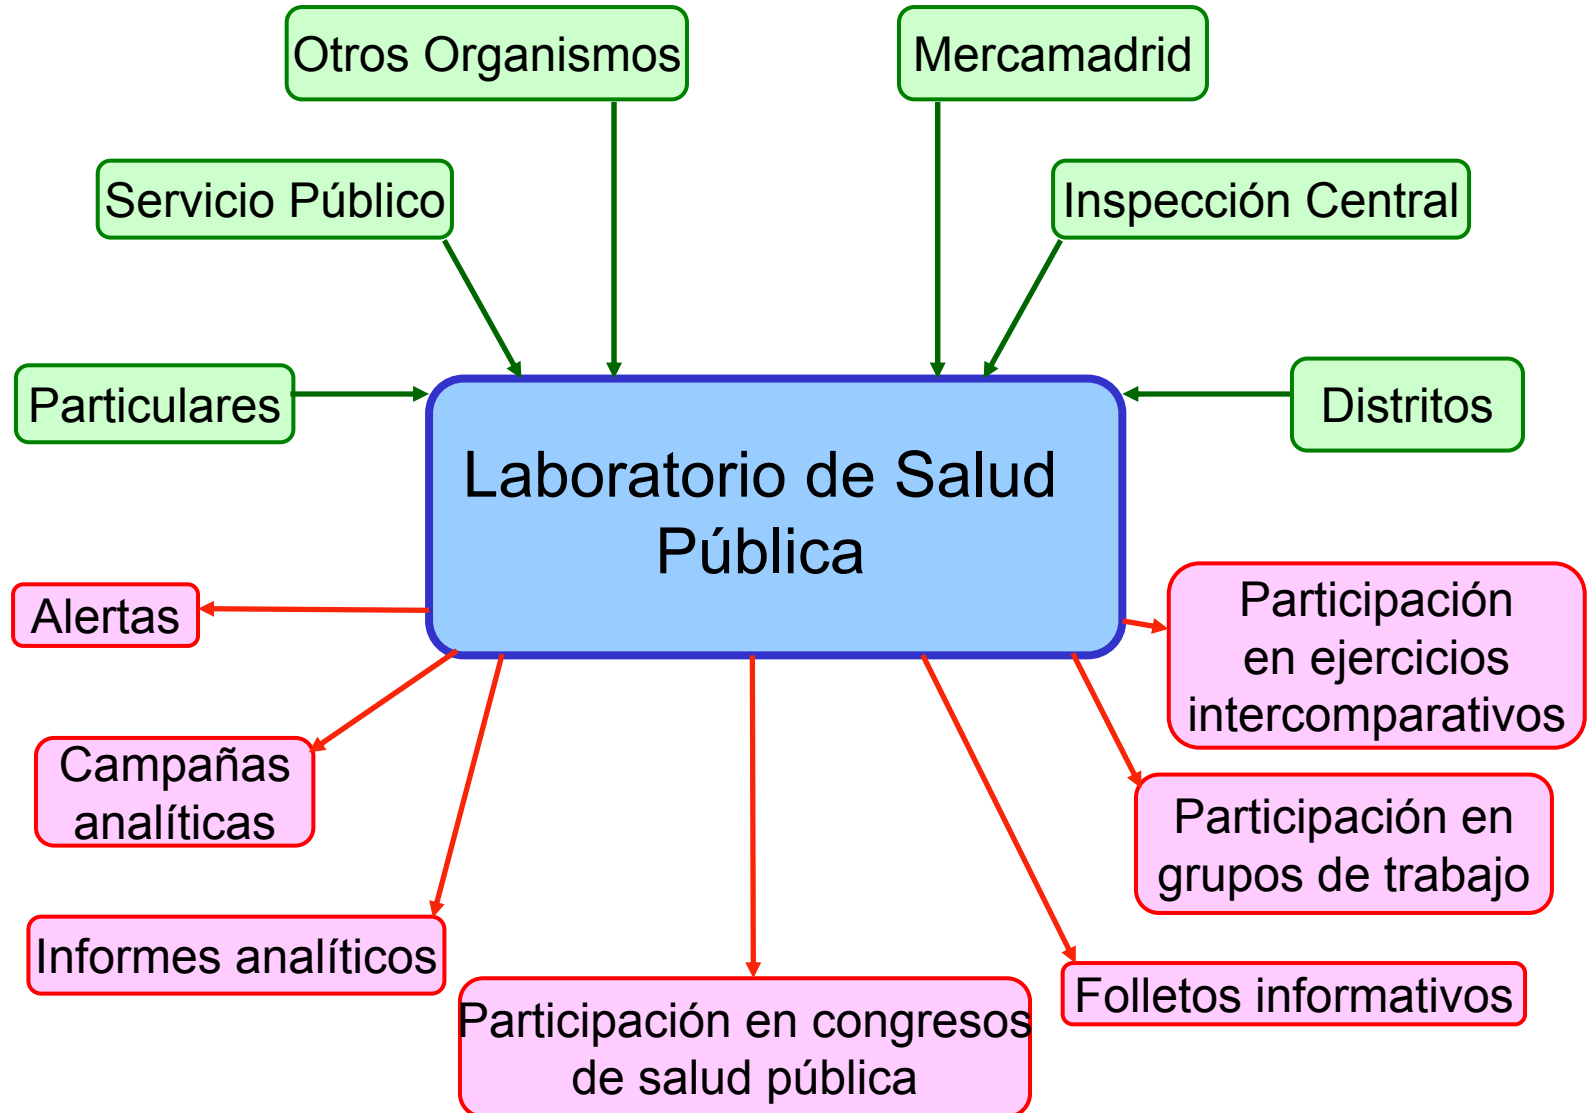 Otros Organismos
Mercamadrid
Servicio Público
Inspección Central
Particulares
Distritos
Laboratorio de Salud
Pública
Alertas
Participación
en ejercicios
intercomparativos
Campañas
analíticas
Participación en
grupos de trabajo
Informes analíticos
Folletos informativos
Participación en congresos
de salud pública